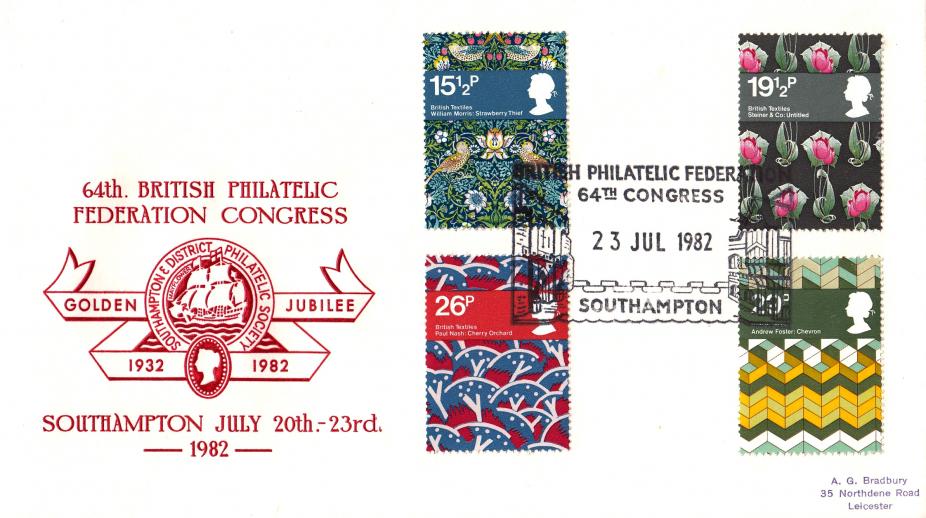 64th. BRITISH PHILATELIC
FEDERATION CONGRESS
SOUTHAMPTON & DISTRICT PHILATELIC SOCIETY
MAYFLOWER
GOLDEN JUBILEE
1932 1982
SOUTHAMPTON JULY 20th.-23rd.
1982
15½P
British Textiles
William Morris: Strawberry Thief
19½P
British Textiles
Steiner & Co: Untitled
BRITISH PHILATELIC FEDERATION
64TH CONGRESS
23 JUL 1982
SOUTHAMPTON
26P
British Textiles
Paul Nash: Cherry Orchard
Andrew Foster: Chevron
A. G. Bradbury
35 Northdene Road
Leicester